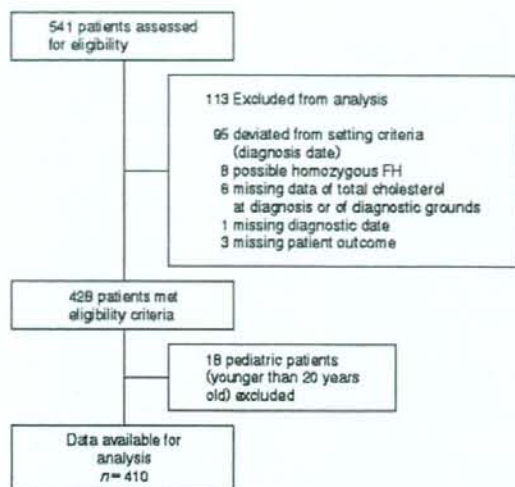 541 patients assessed
for eligibility
113 Excluded from analysis
95 deviated from setting criteria
(diagnosis date)
8 possible homozygous FH
6 missing data of total cholesterol
at diagnosis or of diagnostic grounds
1 missing diagnostic date
3 missing patient outcome
428 patients met
eligibility criteria
18 pediatric patients
(younger than 20 years
old) excluded
Data available for
analysis
n=410